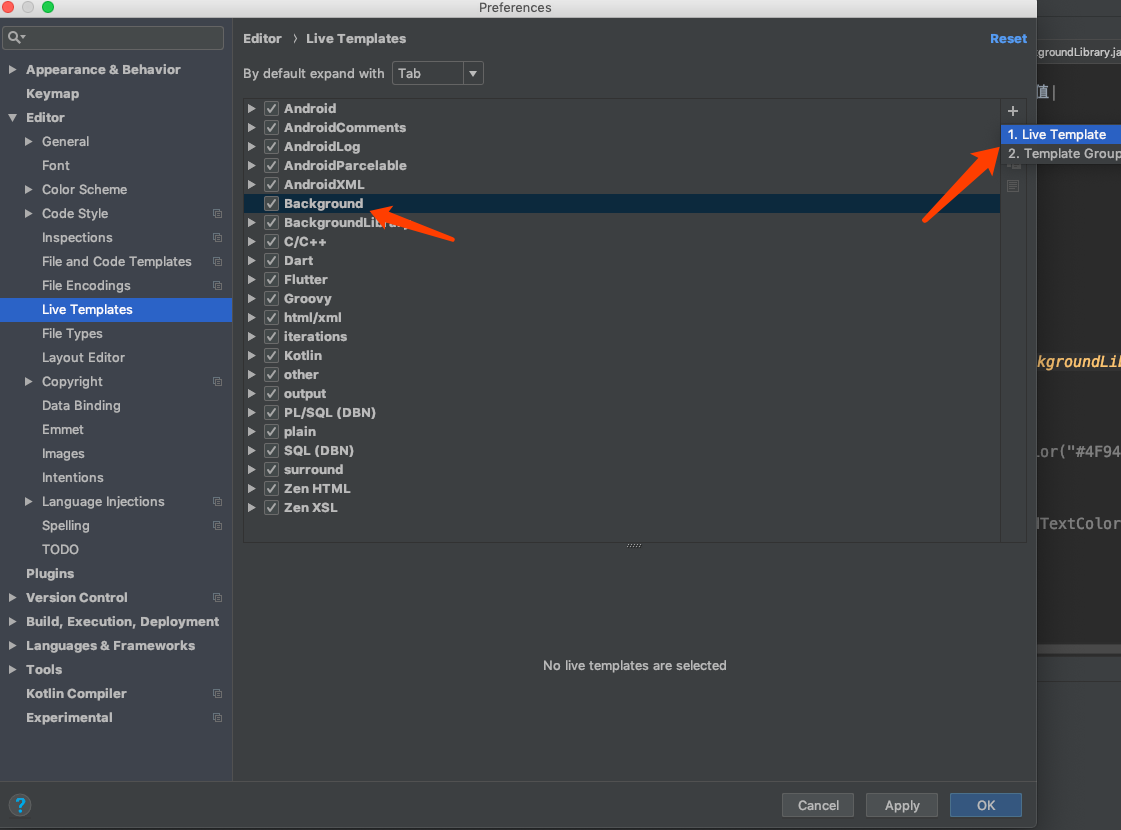 Preferences
Editor › Live Templates
Reset
By default expand with Tab
Appearance & Behavior
Keymap
Editor
General
Font
Color Scheme
Code Style
Inspections
File and Code Templates
File Encodings
Live Templates
File Types
Layout Editor
Copyright
Data Binding
Emmet
Images
Intentions
Language Injections
Spelling
TODO
Plugins
Version Control
Build, Execution, Deployment
Languages & Frameworks
Tools
Kotlin Compiler
Experimental
Android
AndroidComments
AndroidLog
AndroidParcelable
AndroidXML
Background
BackgroundLibrary
C/C++
Dart
Flutter
Groovy
html/xml
iterations
Kotlin
other
output
PL/SQL (DBN)
plain
SQL (DBN)
surround
Zen HTML
Zen XSL
+
1. Live Template
2. Template Group
No live templates are selected
?
Cancel
Apply
OK
groundLibrary.ja
值
kgroundLib
lor("#4F94
dTextColor